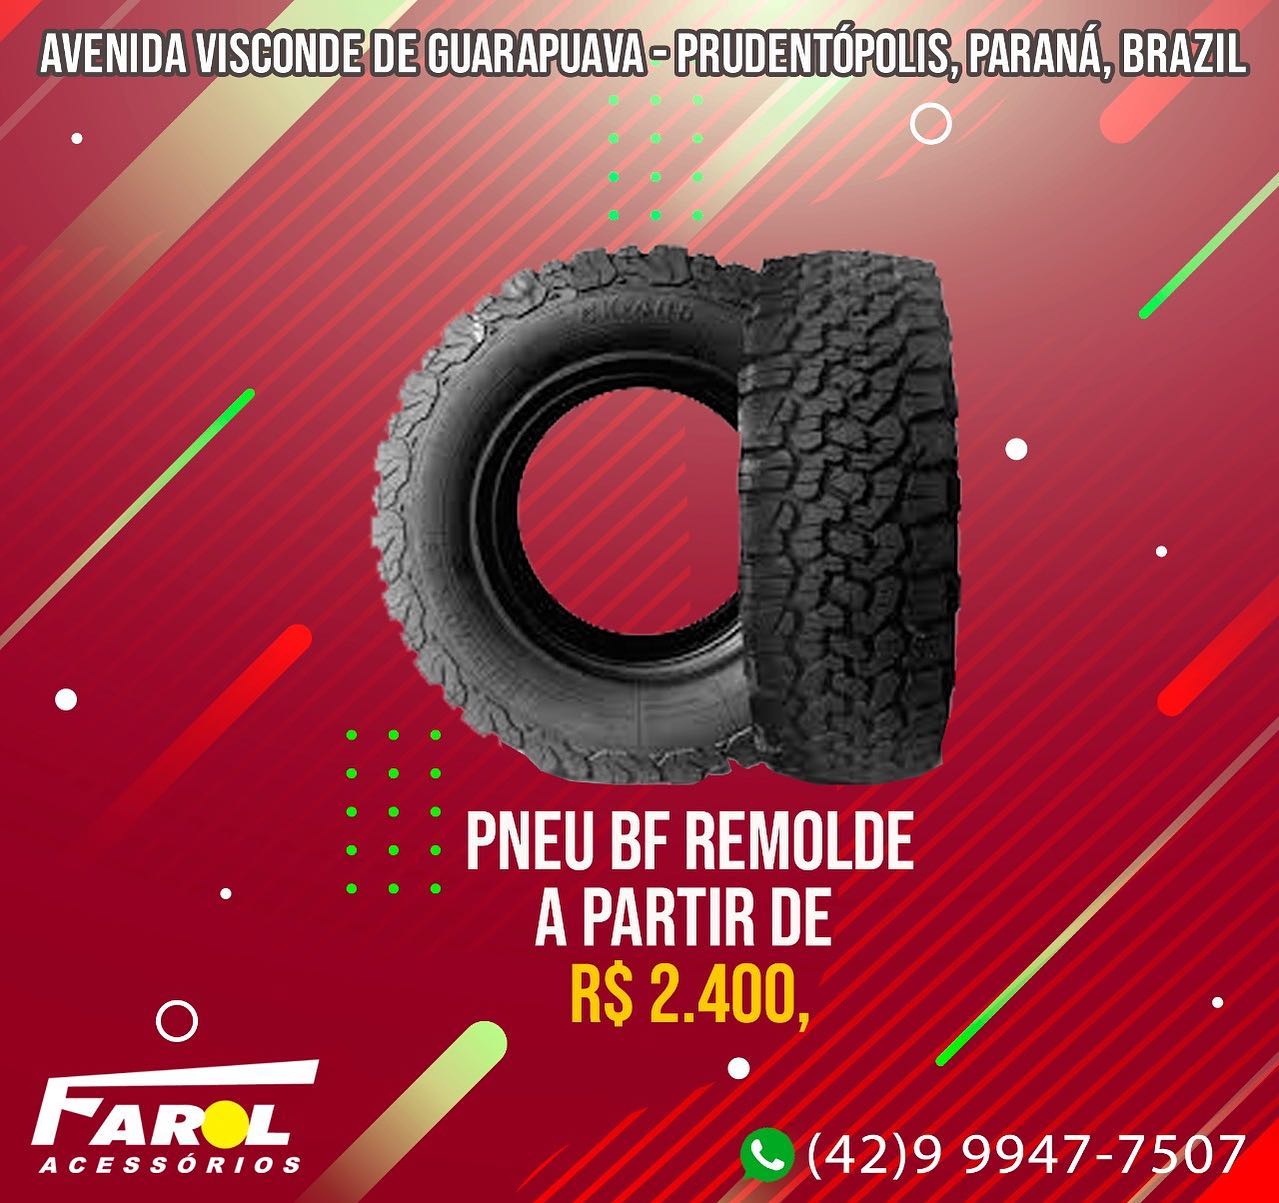 AVENIDA VISCONDE DE GUARAPUAVA - PRUDENTÓPOLIS, PARANÁ, BRAZIL
PNEU BF REMOLDE
A PARTIR DE
R$ 2.400,
FAROL
ACESSÓRIOS
(42)9 9947-7507